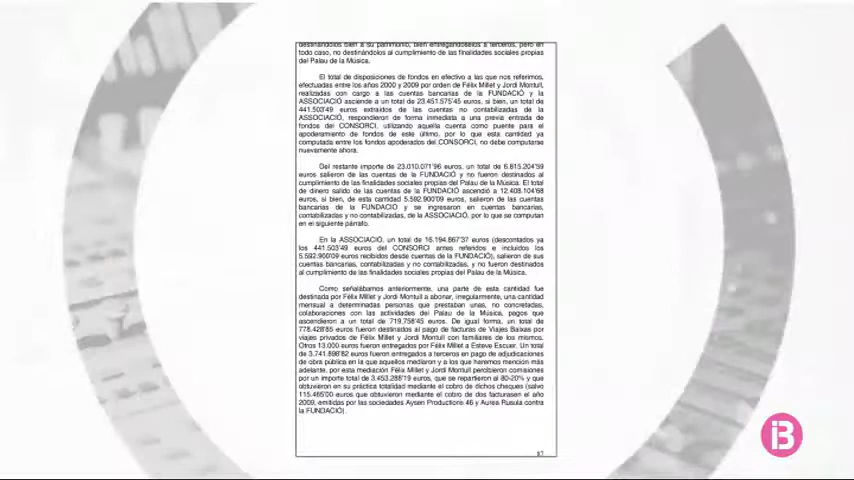 destinándolos bien a su patrimonio, bien entregándoselos a terceros, pero en
todo caso, no destinándolos al cumplimiento de las finalidades sociales propias
del Palau de la Música.
El total de disposiciones de fondos en efectivo a las que nos referimos,
efectuadas entre los años 2000 y 2009 por orden de Félix Millet y Jordi Montull,
realizadas con cargo a las cuentas bancarias de la FUNDACIÓ y la
ASSOCIACIÓ asciende a un total de 23.451.575'45 euros, si bien, un total de
441.503'49 euros extraídos de las cuentas no contabilizadas de la
ASSOCIACIÓ, respondieron de forma inmediata a una previa entrada de
fondos del CONSORCI, utilizando aquella cuenta como puente para el
apoderamiento de fondos de este último, por lo que esta cantidad ya
computada entre los fondos apoderados del CONSORCI, no debe computarse
nuevamente ahora.
Del restante importe de 23.010.071'96 euros, un total de 6.815.204'59
euros salieron de las cuentas de la FUNDACIÓ y no fueron destinados al
cumplimiento de las finalidades sociales propias del Palau de la Música. El total
de dinero salido de las cuentas de la FUNDACIÓ ascendió a 12.408.104'68
euros, si bien, de esta cantidad 5.592.900'09 euros, salieron de las cuentas
bancarias de la FUNDACIÓ y se ingresaron en cuentas bancarias,
contabilizadas y no contabilizadas, de la ASSOCIACIÓ, por lo que se computan
en el siguiente párrafo.
En la ASSOCIACIÓ, un total de 16.194.867'37 euros (descontados ya
los 441.503'49 euros del CONSORCI antes referidos e incluidos los
5.592.900'09 euros recibidos desde cuentas de la FUNDACIÓ), salieron de sus
cuentas bancarias, contabilizadas y no contabilizadas, y no fueron destinados
al cumplimiento de las finalidades sociales propias del Palau de la Música.
Como señalábamos anteriormente, una parte de esta cantidad fue
destinada por Félix Millet y Jordi Montull a abonar, irregularmente, una cantidad
mensual a determinadas personas que prestaban unas, no concretadas,
colaboraciones con las actividades del Palau de la Música, pagos que
ascendieron a un total de 719.758'45 euros. De igual forma, un total de
778.428'85 euros fueron destinados al pago de facturas de Viajes Baixas por
viajes privados de Félix Millet y Jordi Montull con familiares de los mismos.
Otros 13.000 euros fueron entregados por Félix Millet a Esteve Escuer. Un total
de 3.741.898'82 euros fueron entregados a terceros en pago de adjudicaciones
de obra pública en la que aquellos mediaron y a los que haremos mención más
adelante, por esta mediación Félix Millet y Jordi Montull percibieron comisiones
por un importe total de 3.453.288'19 euros, que se repartieron al 80-20% y que
obtuvieron en su práctica totalidad mediante el cobro de dichos cheques (salvo
115.465'00 euros que obtuvieron mediante el cobro de dos facturasen el año
2009, emitidas por las sociedades Aysen Productions 46 y Aurea Rusula contra
la FUNDACIÓ).
87